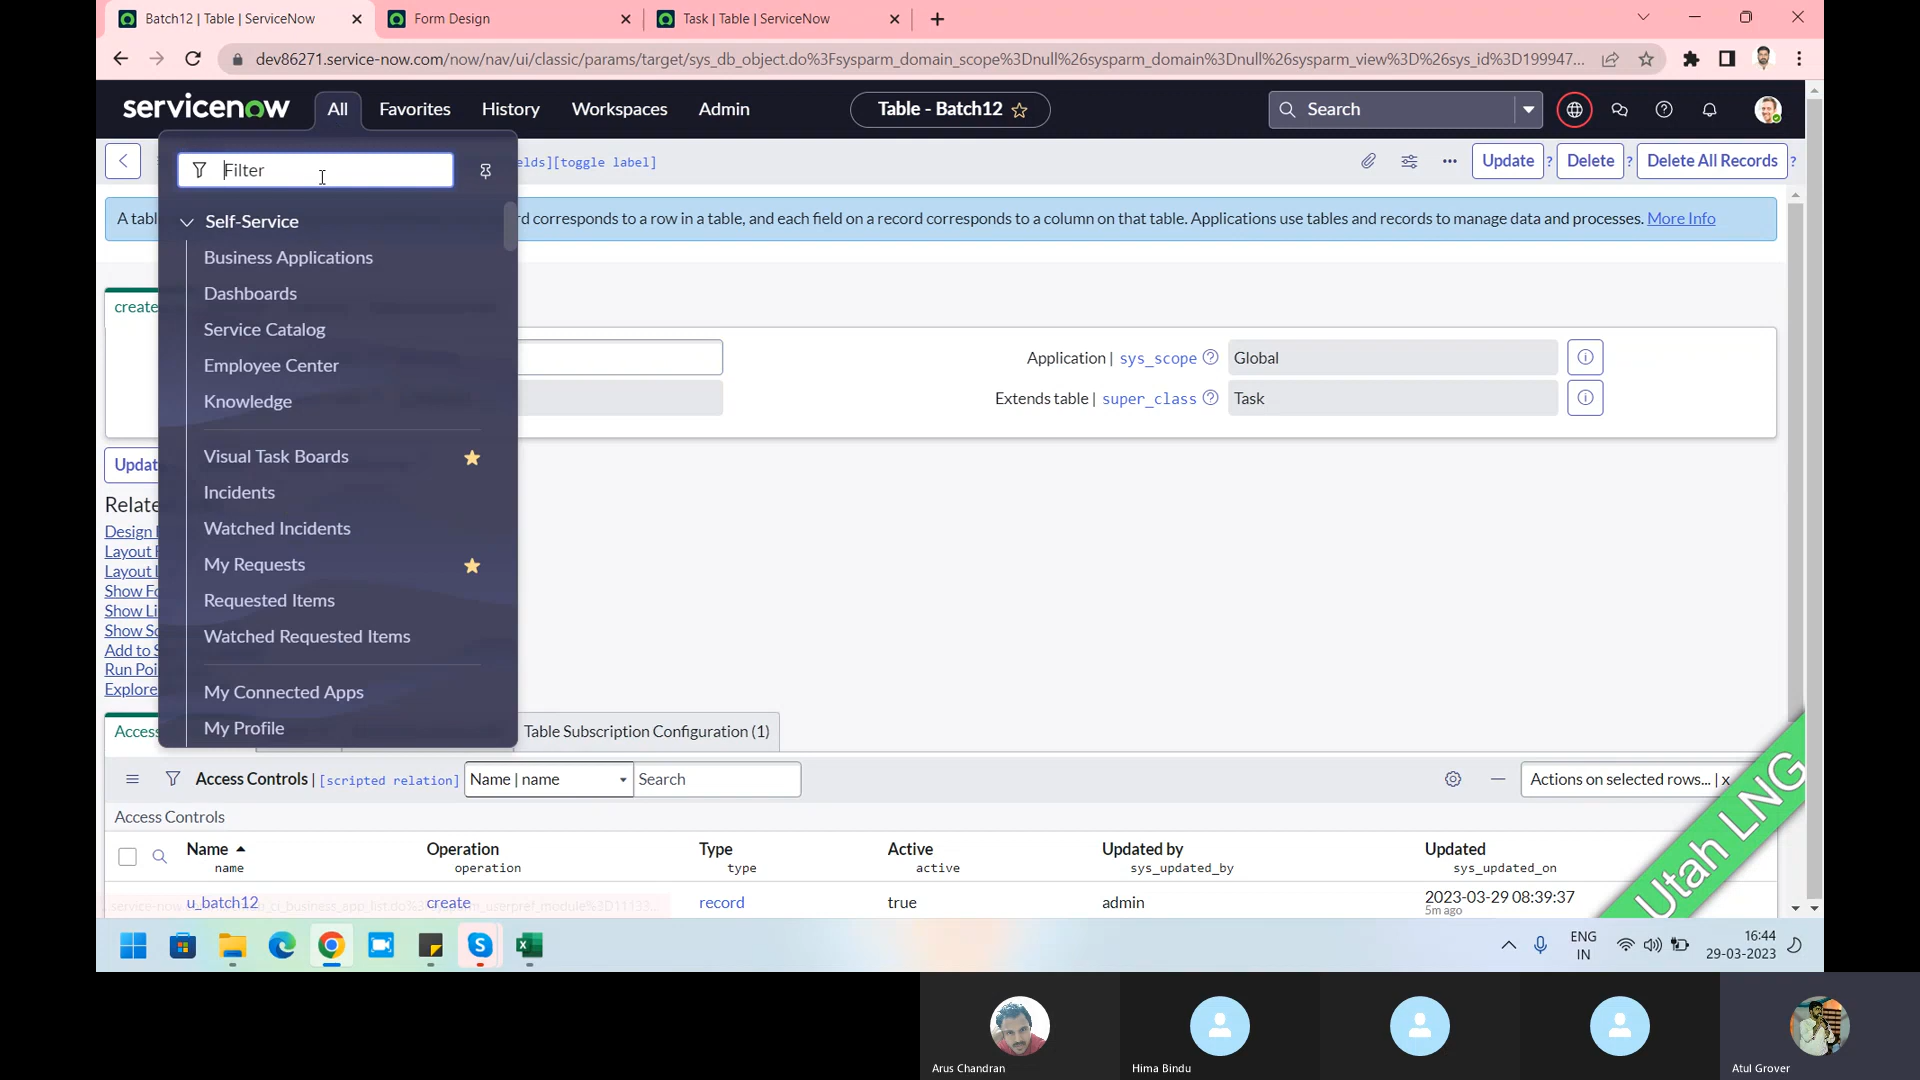 Batch12 | Table | ServiceNow
Form Design
Task | Table | ServiceNow
dev86271.service-now.com/now/nav/ui/classic/params/target/sys_db_object.do%3Fsysparm_domain_scope%3Dnull%26sysparm_domain%3Dnull%26sysparm_view%3D%26sys_id%3D199947...
servicenow
All
Favorites
History
Workspaces
Admin
Table - Batch12
Search
Filter
elds][toggle label]
Update
?
Delete
?
Delete All Records
?
A tabl
rd corresponds to a row in a table, and each field on a record corresponds to a column on that table. Applications use tables and records to manage data and processes. More Info
Self-Service
Business Applications
Dashboards
Service Catalog
Employee Center
Knowledge
Visual Task Boards
Incidents
Watched Incidents
My Requests
Requested Items
Watched Requested Items
My Connected Apps
My Profile
create
Application | sys_scope
Global
Extends table | super_class
Task
Updat
Relate
Design
Layout F
Layout L
Show Fo
Show Li
Show Sc
Add to S
Run Poi
Explore
Access
Table Subscription Configuration (1)
Access Controls | [scripted relation]
Name | name
Search
Actions on selected rows... | x
Access Controls
Name
Operation
Type
Active
Updated by
Updated
name
operation
type
active
sys_updated_by
sys_updated_on
u_batch12
create
record
true
admin
2023-03-29 08:39:37
5m ago
Utah LNG
ENG
IN
16:44
29-03-2023
Arus Chandran
Hima Bindu
Atul Grover